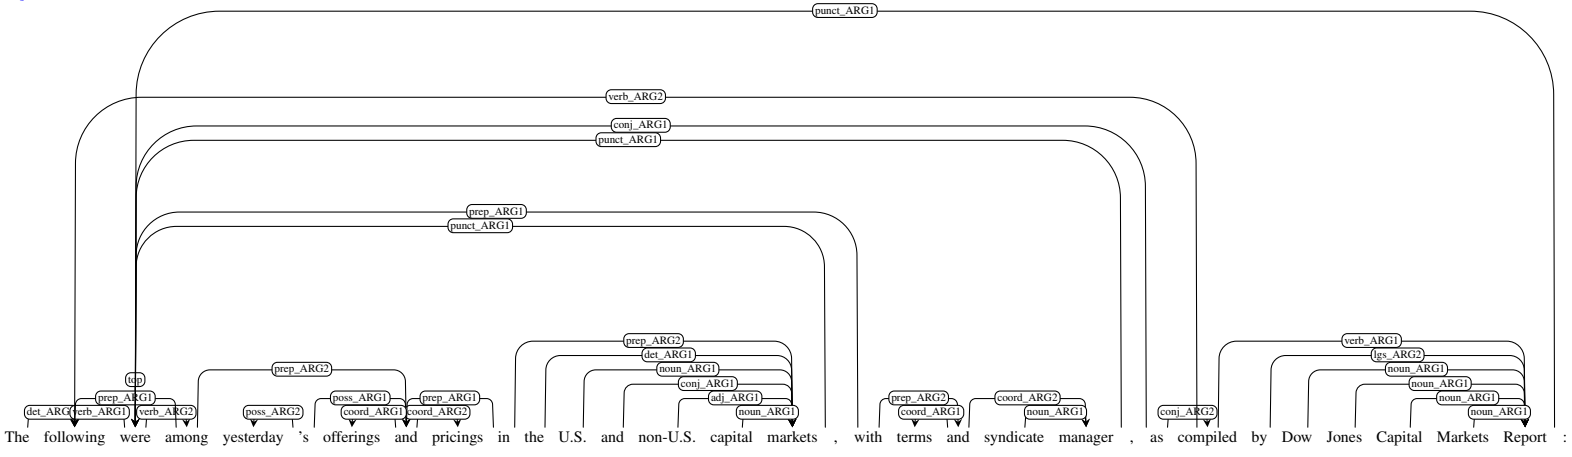 punct_ARG1
verb_ARG2
conj_ARG1
punct_ARG1
prep_ARG1
punct_ARG1
prep_ARG2 verb_ARG1
det_ARG1 lgs_ARG2
prep_ARG2 noun_ARG1 noun_ARG1
top conj_ARG1 noun_ARG1
prep_ARG1 poss_ARG1 prep_ARG1 adj_ARG1 prep_ARG2 coord_ARG2 noun_ARG1
det_ARG verb_ARG1 verb_ARG2 poss_ARG2 coord_ARG1 coord_ARG2 noun_ARG1 coord_ARG1 noun_ARG1 conj_ARG2 noun_ARG1
The following were among yesterday 's offerings and pricings in the U.S. and non-U.S. capital markets , with terms and syndicate manager , as compiled by Dow Jones Capital Markets Report :